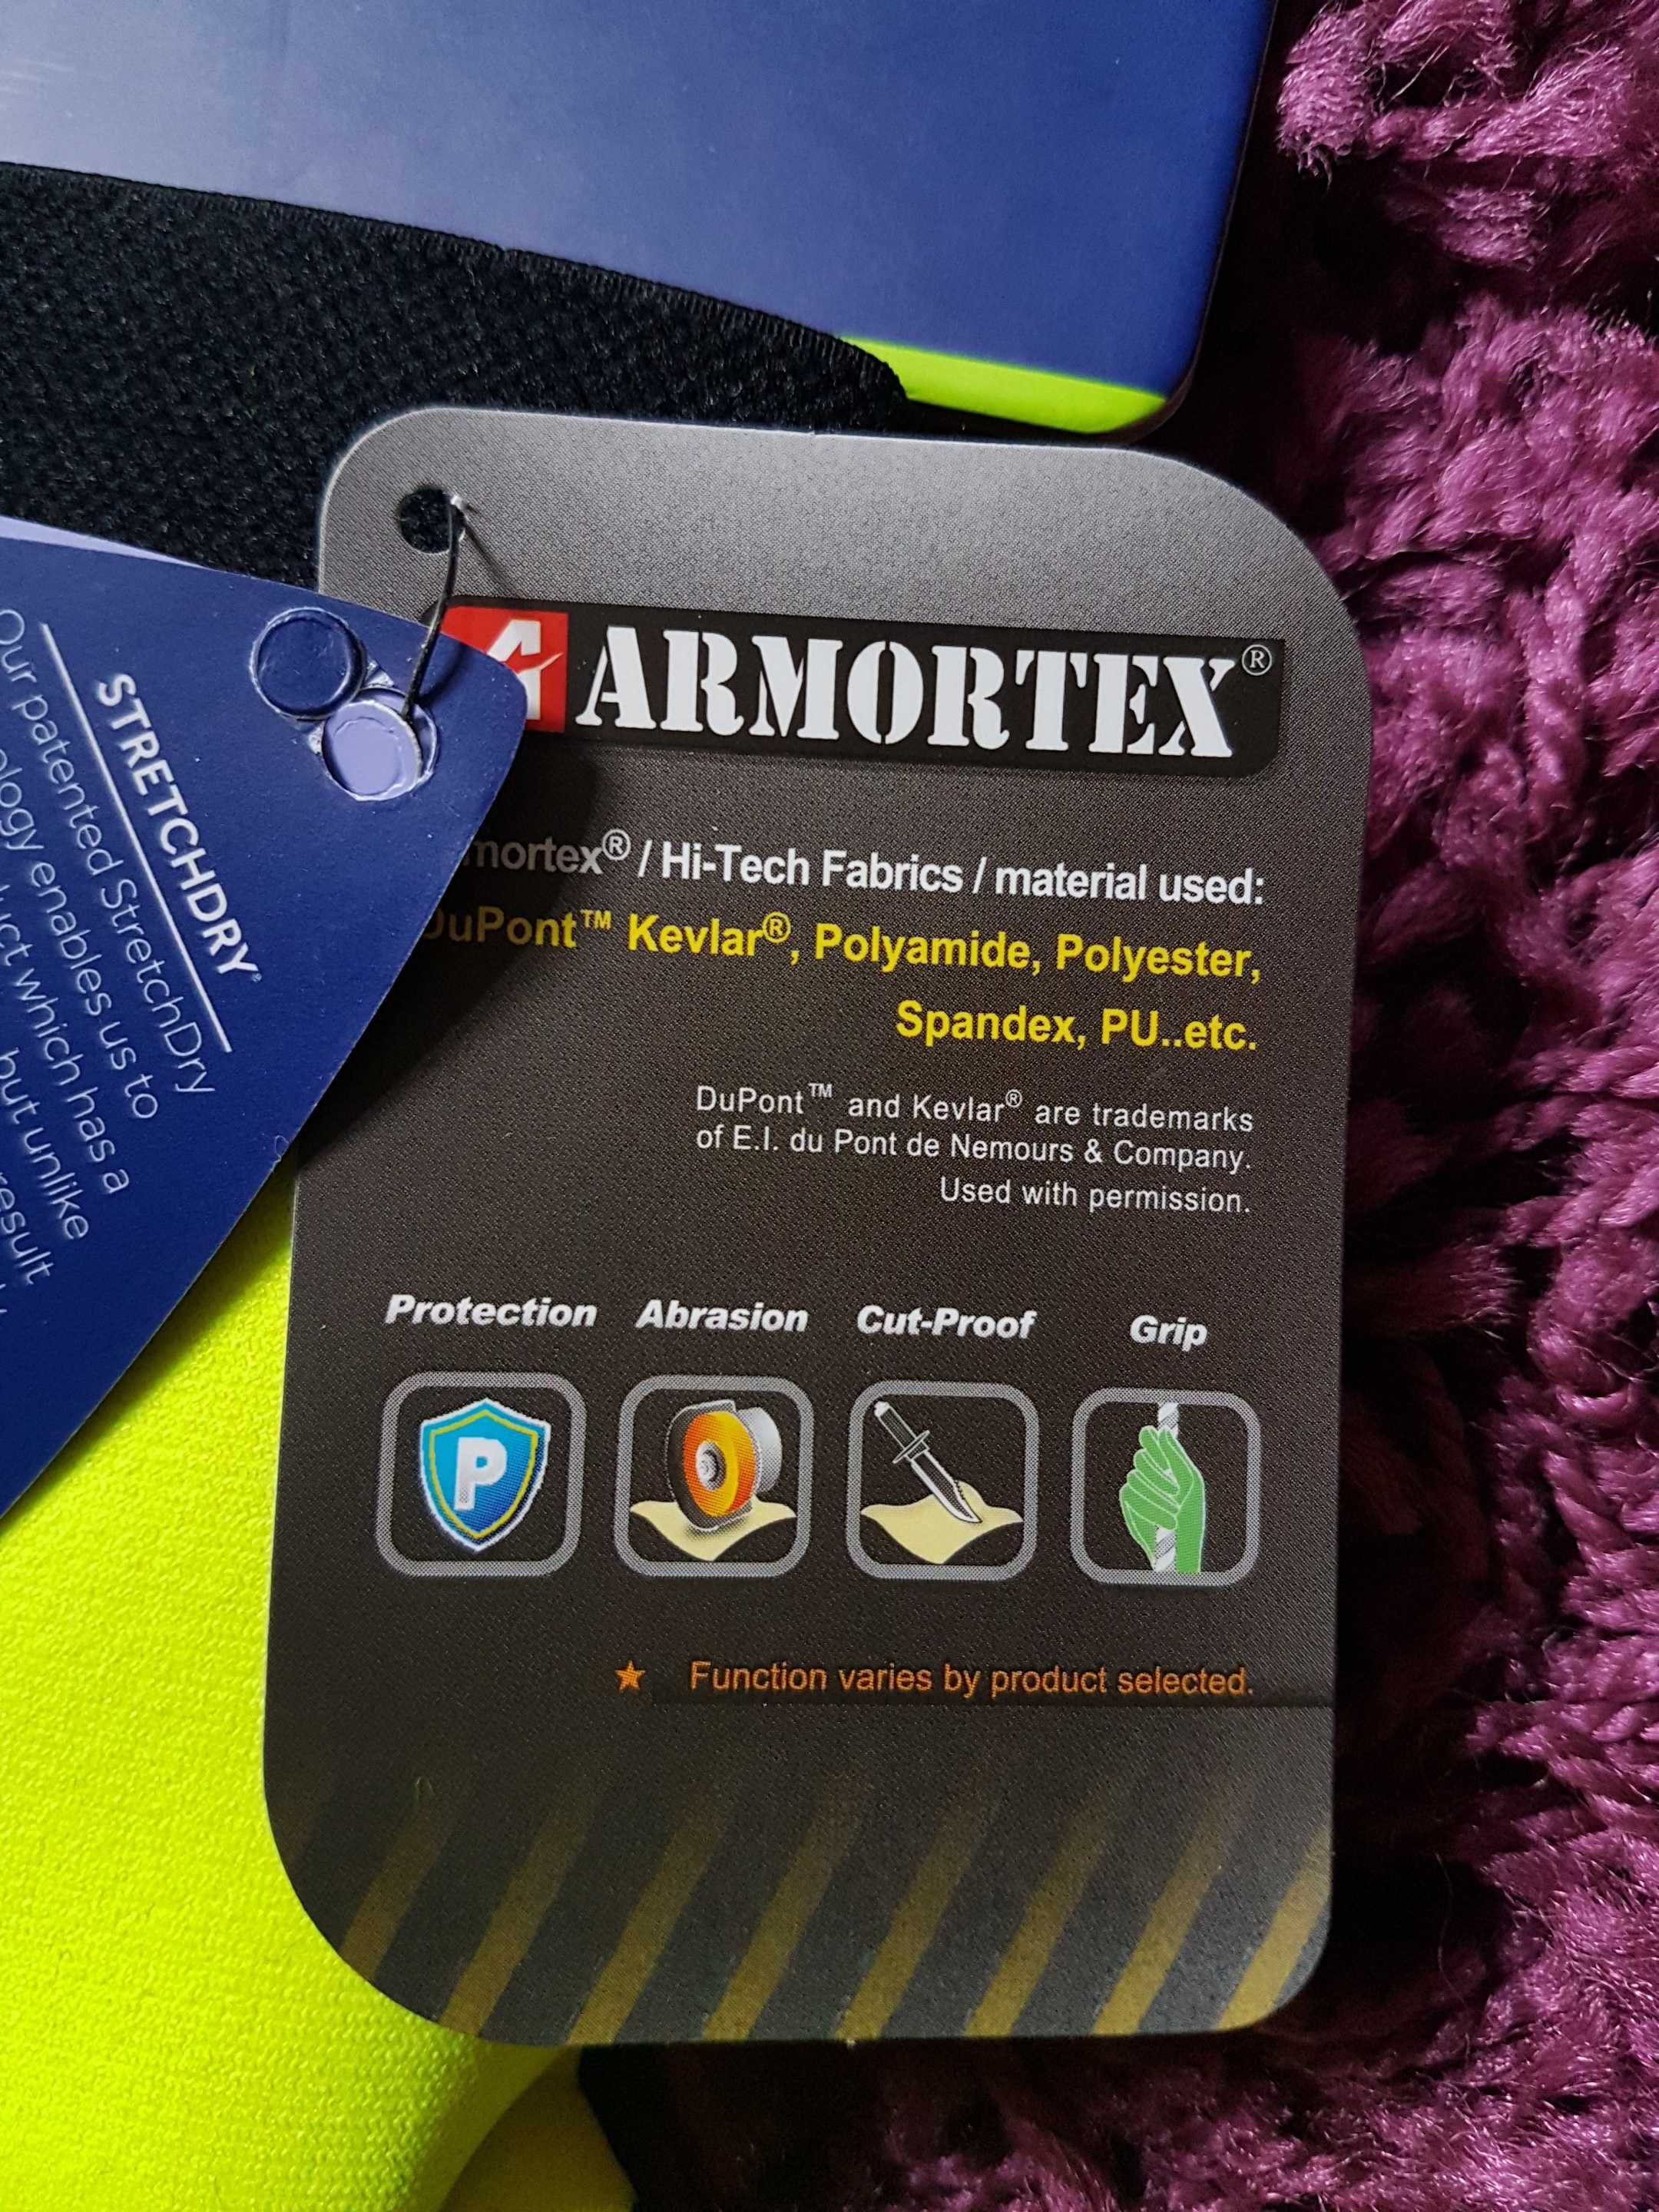 ARMORTEX®
mortex® / Hi-Tech Fabrics / material used:
DuPont™ Kevlar®, Polyamide, Polyester,
Spandex, PU..etc.
DuPont™ and Kevlar® are trademarks
of E.I. du Pont de Nemours & Company.
Used with permission.
Protection Abrasion Cut-Proof Grip
P
★ Function varies by product selected.
STRETCHDRY®
Our patented StretchDry
ology enables us to
uct which has a
but unlike
result